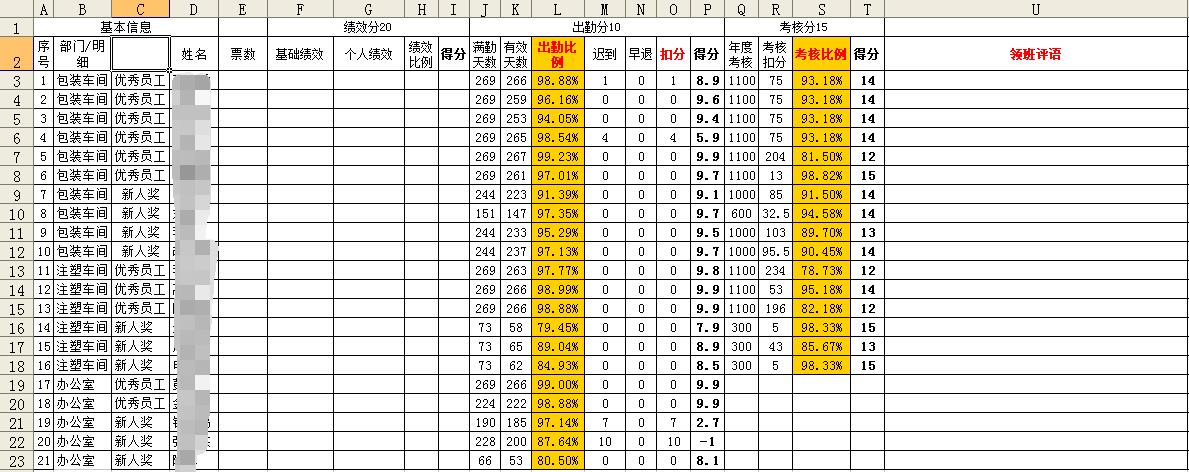 A B C D E F G H I J K L M N O P Q R S T U
1 基本信息 绩效分20 出勤分10 考核分15
2 序号 部门/明细 姓名 票数 基础绩效 个人绩效 绩效比例 得分 满勤天数 有效天数 出勤比例 迟到 早退 扣分 得分 年度考核 考核扣分 考核比例 得分 领班评语
3 1 包装车间 优秀员工 269 266 98.88% 1 0 1 8.9 1100 75 93.18% 14
4 2 包装车间 优秀员工 269 259 96.16% 0 0 0 9.6 1100 75 93.18% 14
5 3 包装车间 优秀员工 269 253 94.05% 0 0 0 9.4 1100 75 93.18% 14
6 4 包装车间 优秀员工 269 265 98.54% 4 0 4 5.9 1100 75 93.18% 14
7 5 包装车间 优秀员工 269 267 99.23% 0 0 0 9.9 1100 204 81.50% 12
8 6 包装车间 优秀员工 269 261 97.01% 0 0 0 9.7 1100 13 98.82% 15
9 7 包装车间 新人奖 244 223 91.39% 0 0 0 9.1 1000 85 91.50% 14
10 8 包装车间 新人奖 151 147 97.35% 0 0 0 9.7 600 32.5 94.58% 14
11 9 包装车间 新人奖 244 233 95.29% 0 0 0 9.5 1000 103 89.70% 13
12 10 包装车间 新人奖 244 237 97.13% 0 0 0 9.7 1000 95.5 90.45% 14
13 11 注塑车间 优秀员工 269 263 97.77% 0 0 0 9.8 1100 234 78.73% 12
14 12 注塑车间 优秀员工 269 266 98.99% 0 0 0 9.9 1100 53 95.18% 14
15 13 注塑车间 优秀员工 269 266 98.88% 0 0 0 9.9 1100 196 82.18% 12
16 14 注塑车间 新人奖 73 58 79.45% 0 0 0 7.9 300 5 98.33% 15
17 15 注塑车间 新人奖 73 65 89.04% 0 0 0 8.9 300 43 85.67% 13
18 16 注塑车间 新人奖 73 62 84.93% 0 0 0 8.5 300 5 98.33% 15
19 17 办公室 优秀员工 269 266 99.00% 0 0 0 9.9
20 18 办公室 优秀员工 224 222 98.88% 0 0 0 9.9
21 19 办公室 新人奖 190 185 97.14% 7 0 7 2.7
22 20 办公室 新人奖 228 200 87.64% 10 0 10 -1
23 21 办公室 新人奖 66 53 80.50% 0 0 0 8.1